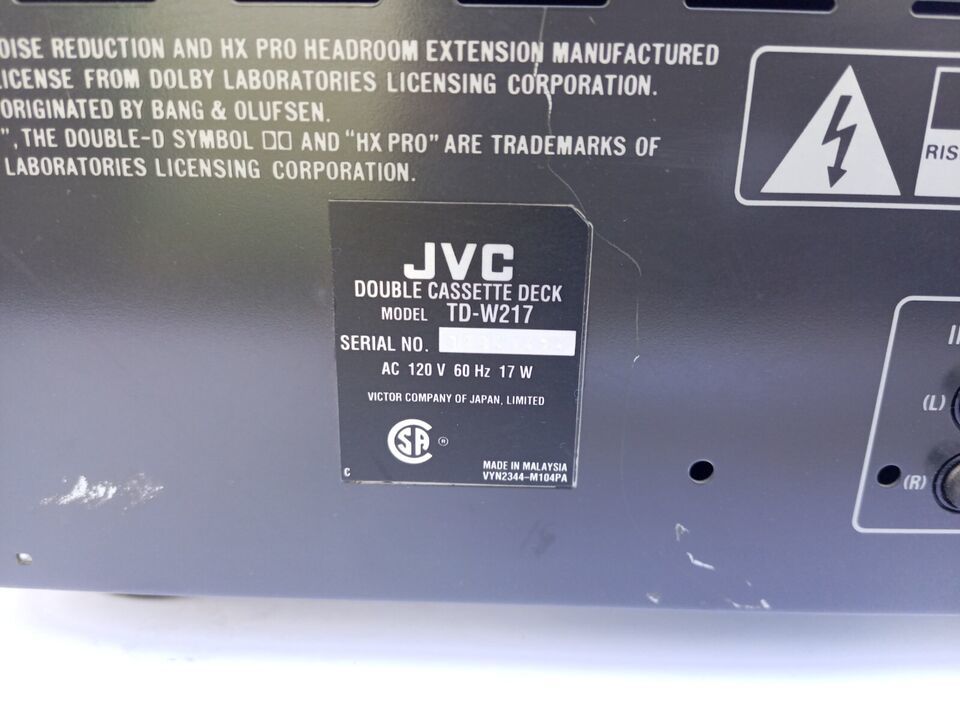 OISE REDUCTION AND HX PRO HEADROOM EXTENSION MANUFACTURED
ICENSE FROM DOLBY LABORATORIES LICENSING CORPORATION.
ORIGINATED BY BANG & OLUFSEN.
", THE DOUBLE-D SYMBOL AND "HX PRO" ARE TRADEMARKS OF
LABORATORIES LICENSING CORPORATION.
RIS
JVC
DOUBLE CASSETTE DECK
MODEL TD-W217
SERIAL NO.
AC 120 V 60 Hz 17 W
VICTOR COMPANY OF JAPAN, LIMITED
CSA ®
C
MADE IN MALAYSIA
VYN2344-M104PA
(L)
(R)